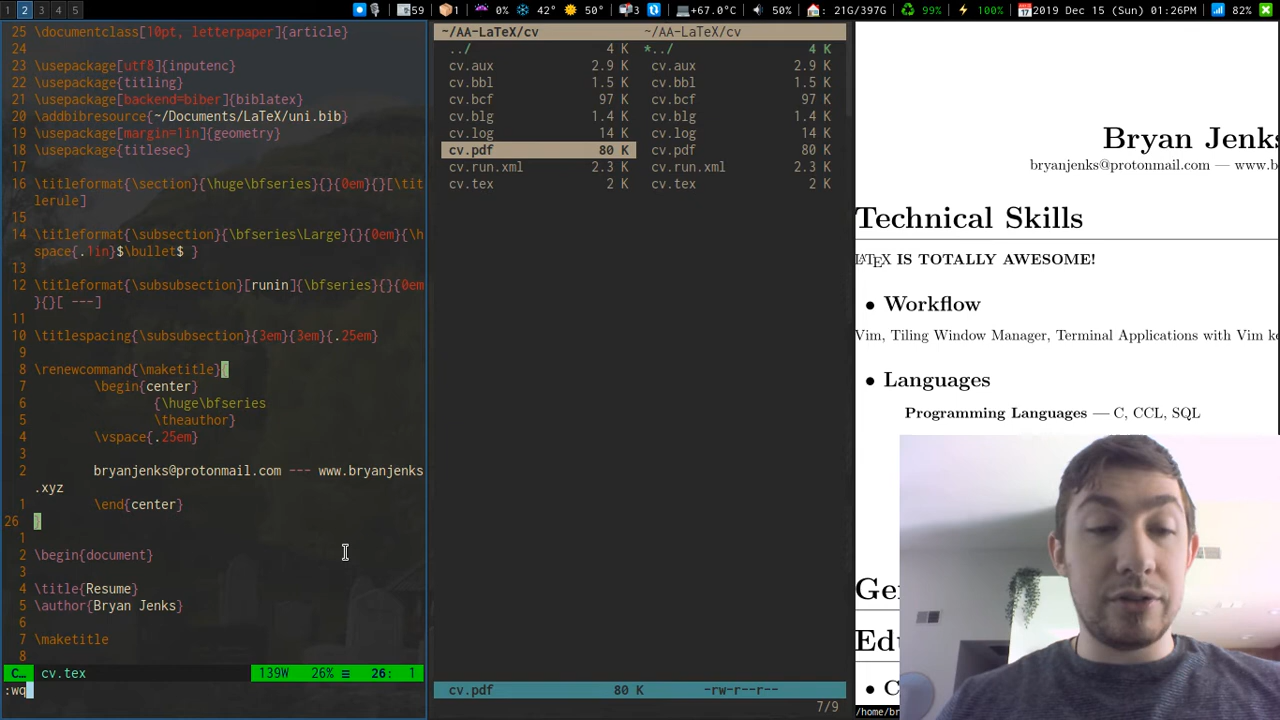 1 2 3 4 5 59 1 0% 42° 50° 3 +67.0°C 50% 21G/397G 99% 100% 2019 Dec 15 (Sun) 01:26PM 82%
25 \documentclass[10pt, letterpaper]{article}
24
23 \usepackage[utf8]{inputenc}
22 \usepackage{titling}
21 \usepackage[backend=biber]{biblatex}
20 \addbibresource{~/Documents/LaTeX/uni.bib}
19 \usepackage[margin=1in]{geometry}
18 \usepackage{titlesec}
17
16 \titleformat{\section}{\huge\bfseries}{}{0em}{}[\tit
lerule]
15
14 \titleformat{\subsection}{\bfseries\Large}{}{0em}{\h
space{.1in}$\bullet$ }
13
12 \titleformat{\subsubsection}[runin]{\bfseries}{}{0em
}{}[ ---]
11
10 \titlespacing{\subsubsection}{3em}{3em}{.25em}
9
8 \renewcommand{\maketitle}{
7 \begin{center}
6 {\huge\bfseries
5 \theauthor}
4 \vspace{.25em}
3
2 bryanjenks@protonmail.com --- www.bryanjenks
.xyz
1 \end{center}
26 }
1
2 \begin{document}
3
4 \title{Resume}
5 \author{Bryan Jenks}
6
7 \maketitle
8
C… cv.tex 139W 26% ≡ 26: 1
:wq
~/AA-LaTeX/cv ~/AA-LaTeX/cv
../ 4 K *../ 4 K
cv.aux 2.9 K cv.aux 2.9 K
cv.bbl 1.5 K cv.bbl 1.5 K
cv.bcf 97 K cv.bcf 97 K
cv.blg 1.4 K cv.blg 1.4 K
cv.log 14 K cv.log 14 K
cv.pdf 80 K cv.pdf 80 K
cv.run.xml 2.3 K cv.run.xml 2.3 K
cv.tex 2 K cv.tex 2 K
cv.pdf 80 K -rw-r--r--
7/9
Bryan Jenks
bryanjenks@protonmail.com — www.b
Technical Skills
LATEX IS TOTALLY AWESOME!
• Workflow
Vim, Tiling Window Manager, Terminal Applications with Vim ke
• Languages
Programming Languages — C, CCL, SQL
Ge
Edu
• C
/home/br